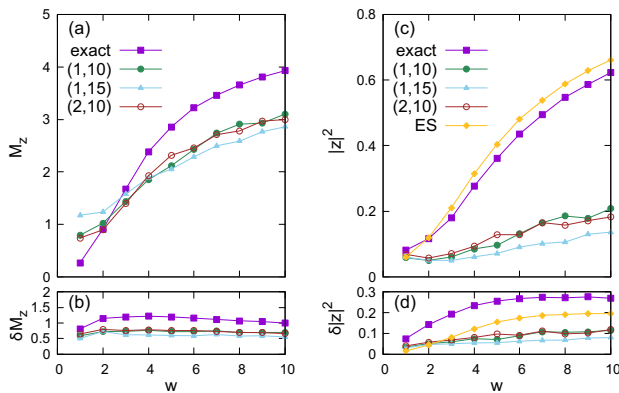 (a)
exact
(1,10)
(1,15)
(2,10)
M_z
5
4
3
2
1
0
(b)
δM_z
2
1.5
1.0
0.5
0
0 2 4 6 8 10
w
(c)
exact
(1,10)
(1,15)
(2,10)
ES
|z|²
0.8
0.6
0.4
0.2
0
(d)
δ|z|²
0.3
0.2
0.1
0
0 2 4 6 8 10
w